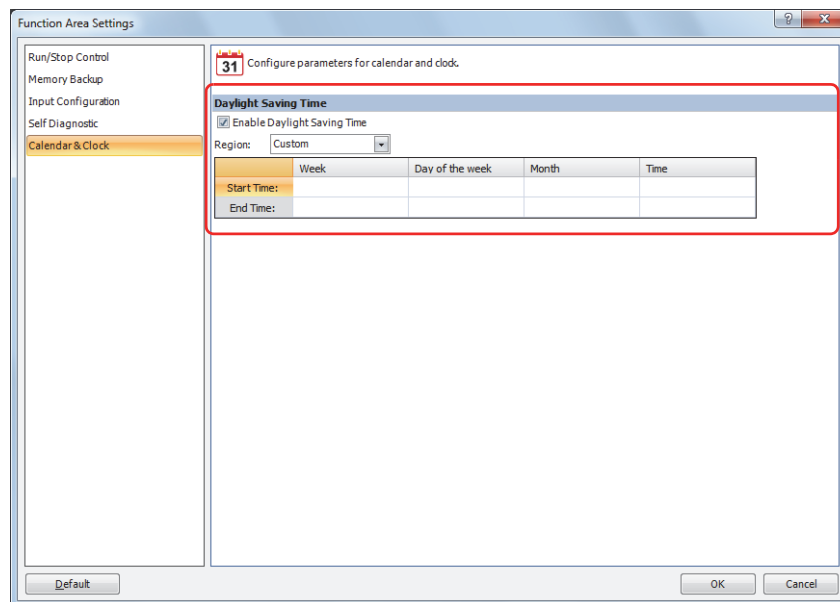 Function Area Settings
Run/Stop Control
Memory Backup
Input Configuration
Self Diagnostic
Calendar & Clock
31 Configure parameters for calendar and clock.
Daylight Saving Time
Enable Daylight Saving Time
Region: Custom
Week Day of the week Month Time
Start Time:
End Time:
Default OK Cancel